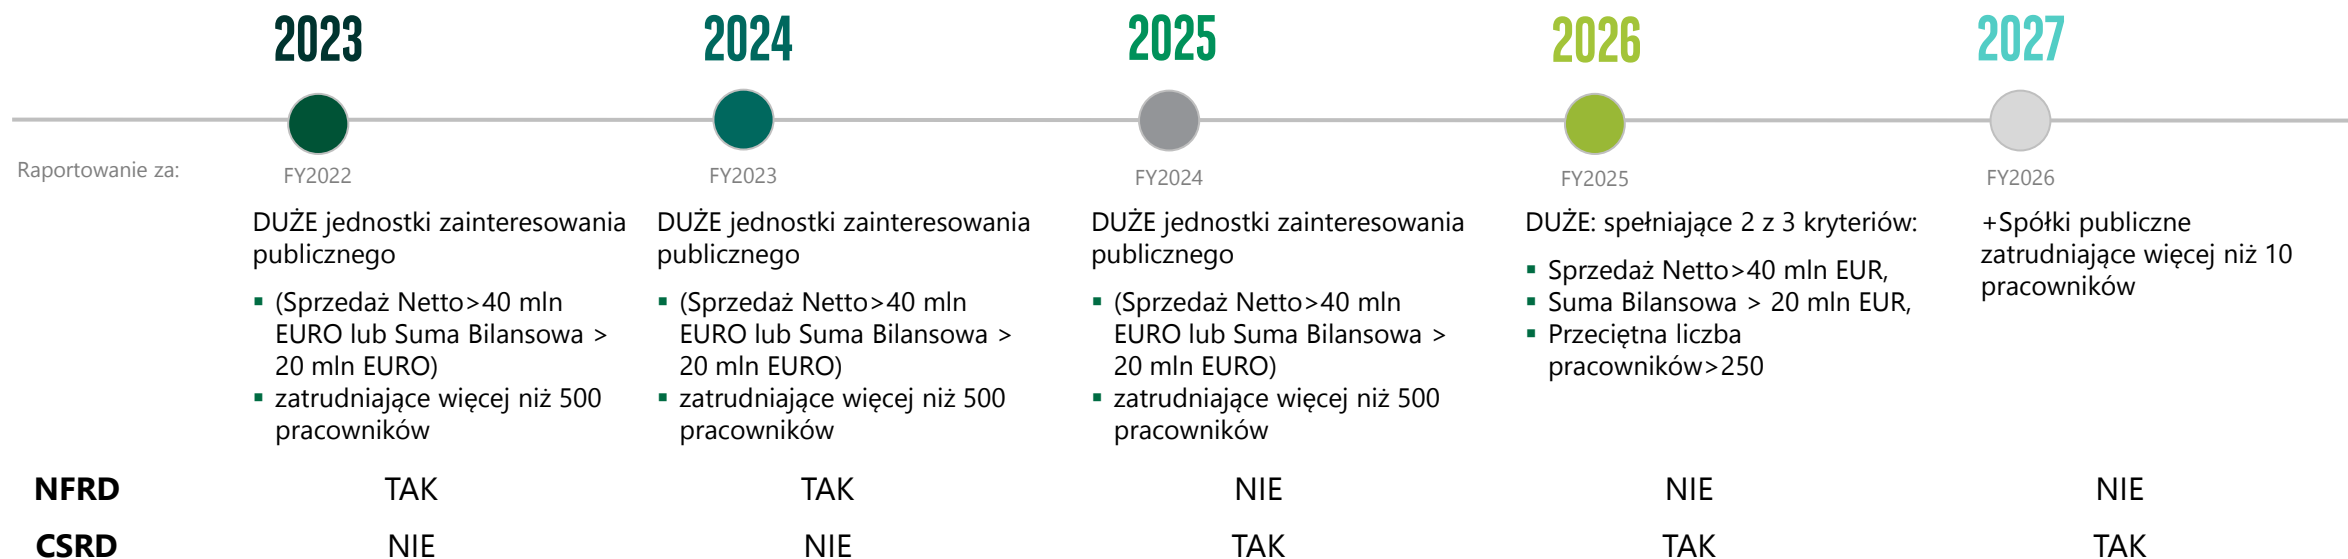 2023
2024
2025
2026
2027
Raportowanie za:
FY2022
FY2023
FY2024
FY2025
FY2026
DUŻE jednostki zainteresowania
publicznego
▪ (Sprzedaż Netto>40 mln
EURO lub Suma Bilansowa >
20 mln EURO)
▪ zatrudniające więcej niż 500
pracowników
DUŻE jednostki zainteresowania
publicznego
▪ (Sprzedaż Netto>40 mln
EURO lub Suma Bilansowa >
20 mln EURO)
▪ zatrudniające więcej niż 500
pracowników
DUŻE jednostki zainteresowania
publicznego
▪ (Sprzedaż Netto>40 mln
EURO lub Suma Bilansowa >
20 mln EURO)
▪ zatrudniające więcej niż 500
pracowników
DUŻE: spełniające 2 z 3 kryteriów:
▪ Sprzedaż Netto>40 mln EUR,
▪ Suma Bilansowa > 20 mln EUR,
▪ Przeciętna liczba
pracowników>250
+Spółki publiczne
zatrudniające więcej niż 10
pracowników
NFRD TAK TAK NIE NIE NIE
CSRD NIE NIE TAK TAK TAK